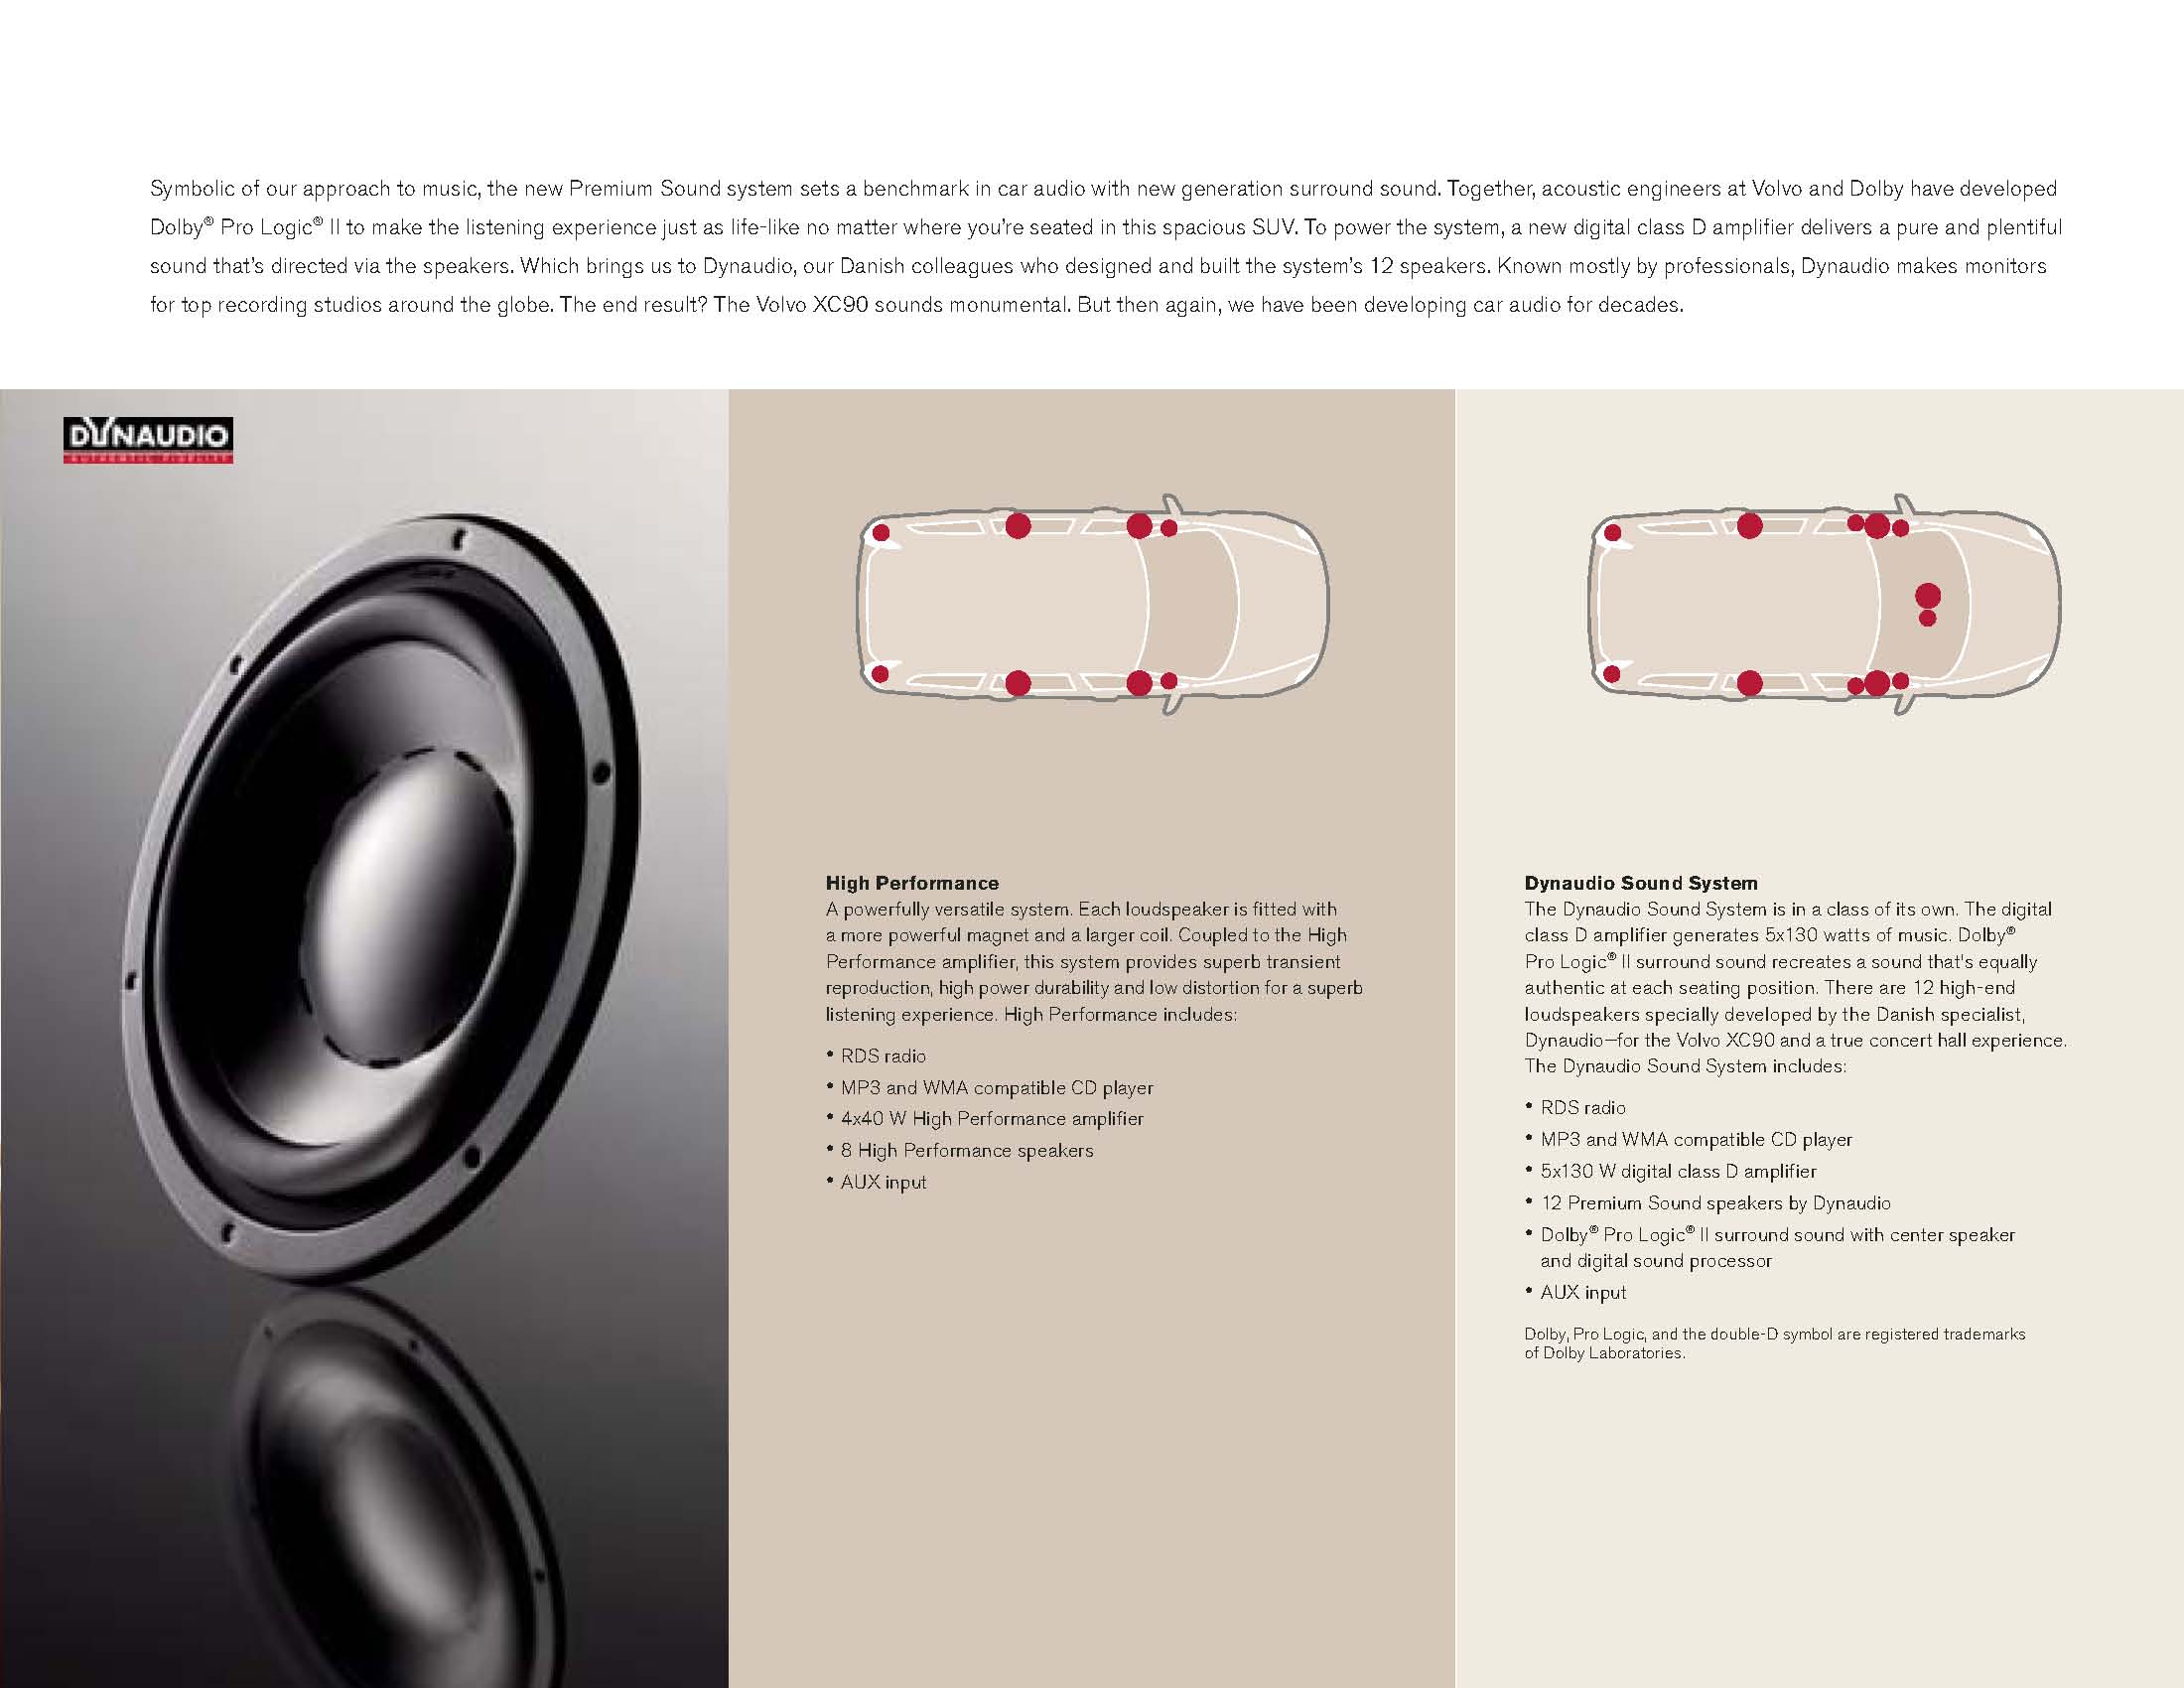 Symbolic of our approach to music, the new Premium Sound system sets a benchmark in car audio with new generation surround sound. Together, acoustic engineers at Volvo and Dolby have developed
Dolby® Pro Logic® II to make the listening experience just as life-like no matter where you're seated in this spacious SUV. To power the system, a new digital class D amplifier delivers a pure and plentiful
sound that's directed via the speakers. Which brings us to Dynaudio, our Danish colleagues who designed and built the system's 12 speakers. Known mostly by professionals, Dynaudio makes monitors
for top recording studios around the globe. The end result? The Volvo XC90 sounds monumental. But then again, we have been developing car audio for decades.
DYNAUDIO
AUTHENTIC FIDELITY
High Performance
A powerfully versatile system. Each loudspeaker is fitted with
a more powerful magnet and a larger coil. Coupled to the High
Performance amplifier, this system provides superb transient
reproduction, high power durability and low distortion for a superb
listening experience. High Performance includes:
• RDS radio
• MP3 and WMA compatible CD player
• 4x40 W High Performance amplifier
• 8 High Performance speakers
• AUX input
Dynaudio Sound System
The Dynaudio Sound System is in a class of its own. The digital
class D amplifier generates 5x130 watts of music. Dolby®
Pro Logic® II surround sound recreates a sound that's equally
authentic at each seating position. There are 12 high-end
loudspeakers specially developed by the Danish specialist,
Dynaudio—for the Volvo XC90 and a true concert hall experience.
The Dynaudio Sound System includes:
• RDS radio
• MP3 and WMA compatible CD player
• 5x130 W digital class D amplifier
• 12 Premium Sound speakers by Dynaudio
• Dolby® Pro Logic® II surround sound with center speaker
and digital sound processor
• AUX input
Dolby, Pro Logic, and the double-D symbol are registered trademarks
of Dolby Laboratories.